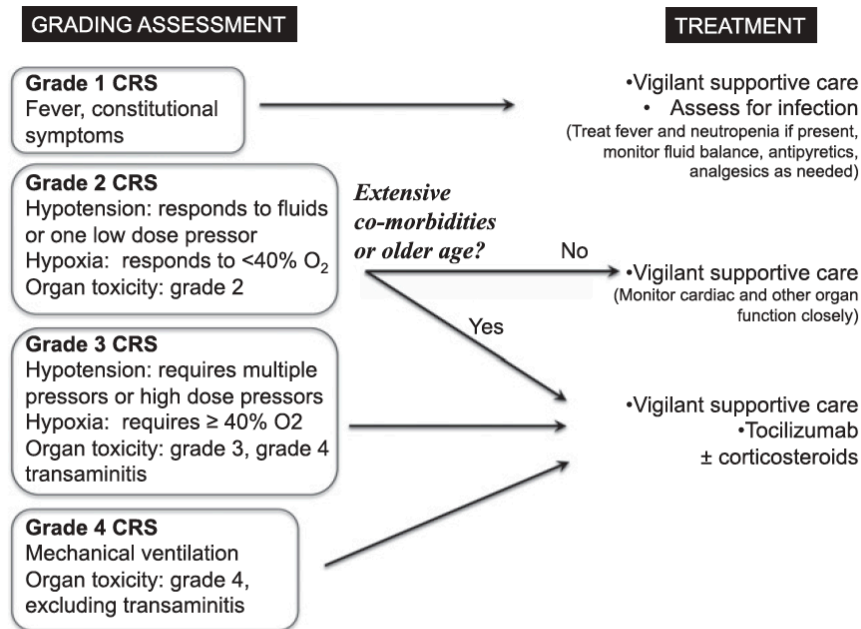 GRADING ASSESSMENT
TREATMENT
Grade 1 CRS
Fever, constitutional
symptoms
•Vigilant supportive care
• Assess for infection
(Treat fever and neutropenia if present,
monitor fluid balance, antipyretics,
analgesics as needed)
Grade 2 CRS
Hypotension: responds to fluids
or one low dose pressor
Hypoxia: responds to <40% O₂
Organ toxicity: grade 2
Extensive
co-morbidities
or older age?
No
•Vigilant supportive care
(Monitor cardiac and other organ
function closely)
Yes
Grade 3 CRS
Hypotension: requires multiple
pressors or high dose pressors
Hypoxia: requires ≥ 40% O2
Organ toxicity: grade 3, grade 4
transaminitis
•Vigilant supportive care
•Tocilizumab
± corticosteroids
Grade 4 CRS
Mechanical ventilation
Organ toxicity: grade 4,
excluding transaminitis